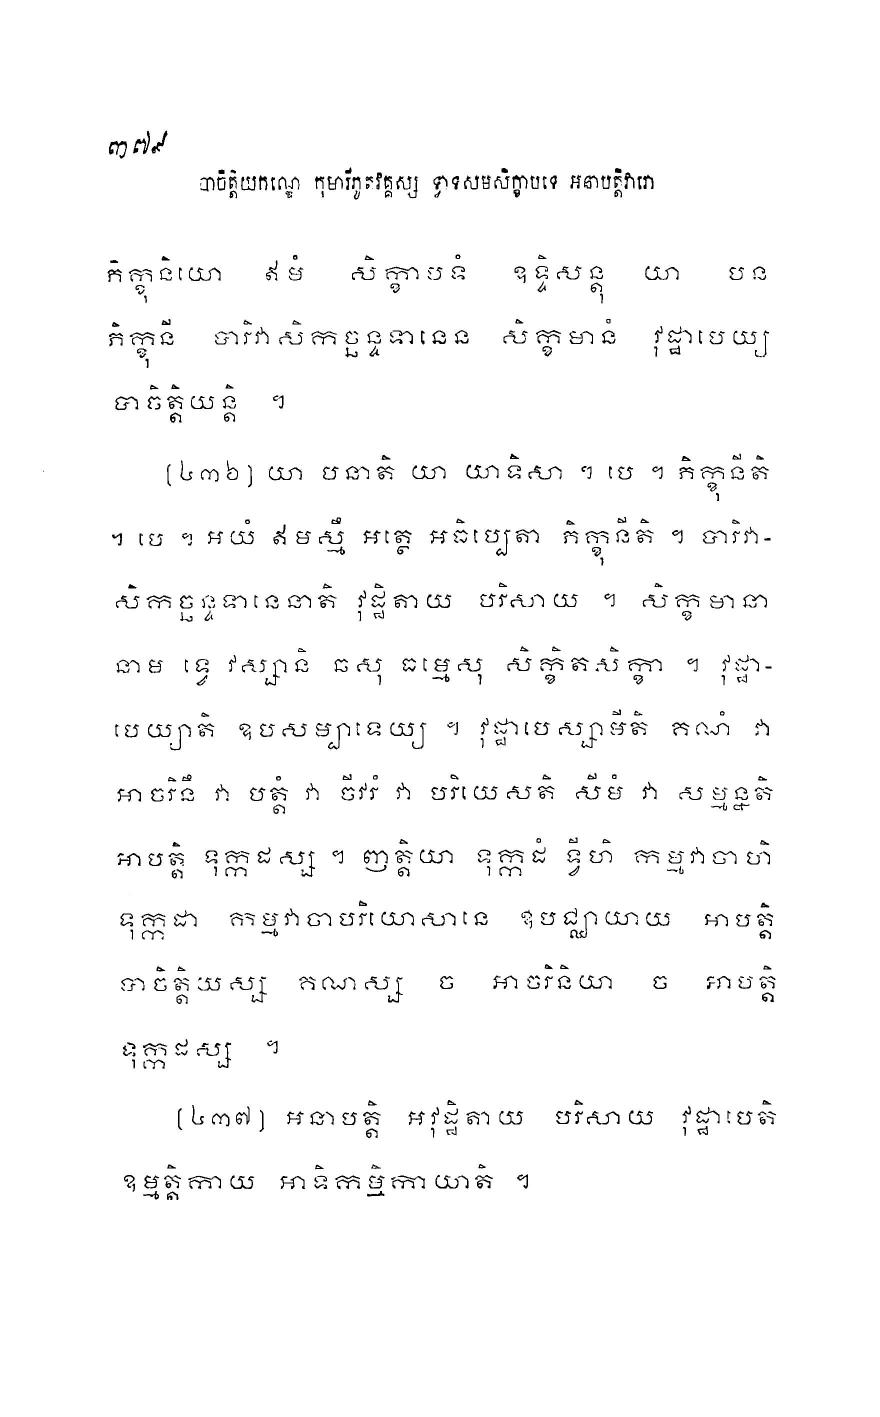 ៣៧៩
បាចិត្តិយកណ្ឌេ កុមារីភូតវគ្គស្ស ទ្វាទសមសិក្ខាបទេ អនាបត្តិវារោ
ភិក្ខុនិយោ ឥមំ សិក្ខាបទំ ឧទ្ទិសន្តុ យា បន
ភិក្ខុនី បារិវាសិកច្ឆន្ទទានេន សិក្ខមានំ វុដ្ឋាបេយ្យ
បាចិត្តិយន្តិ ។
(៤៣៦) យា បនាតិ យា យាទិសា ។ បេ ។ ភិក្ខុនីតិ
។ បេ ។ អយំ ឥមស្មឹ អត្ថេ អធិប្បេតា ភិក្ខុនីតិ ។ បារិវា-
សិកច្ឆន្ទទានេនាតិ វុដ្ឋិតាយ បរិសាយ ។ សិក្ខមានា
នាម ទ្វេ វស្សានិ ឆសុ ធម្មេសុ សិក្ខិតសិក្ខា ។ វុដ្ឋា-
បេយ្យាតិ ឧបសម្បាទេយ្យ ។ វុដ្ឋាបេស្សាមីតិ គណំ វា
អាចរិនឹ វា បត្តំ វា ចីវរំ វា បរិយេសតិ សីមំ វា សម្មន្នតិ
អាបត្តិ ទុក្កដស្ស ។ ញត្តិយា ទុក្កដំ ទ្វីហិ កម្មវាចាហិ
ទុក្កដា កម្មវាចាបរិយោសានេ ឧបជ្ឈាយាយ អាបត្តិ
បាចិត្តិយស្ស គណស្ស ច អាចរិនិយា ច អាបត្តិ
ទុក្កដស្ស ។
(៤៣៧) អនាបត្តិ អវុដ្ឋិតាយ បរិសាយ វុដ្ឋាបេតិ
ឧម្មត្តិកាយ អាទិកម្មិកាយាតិ ។